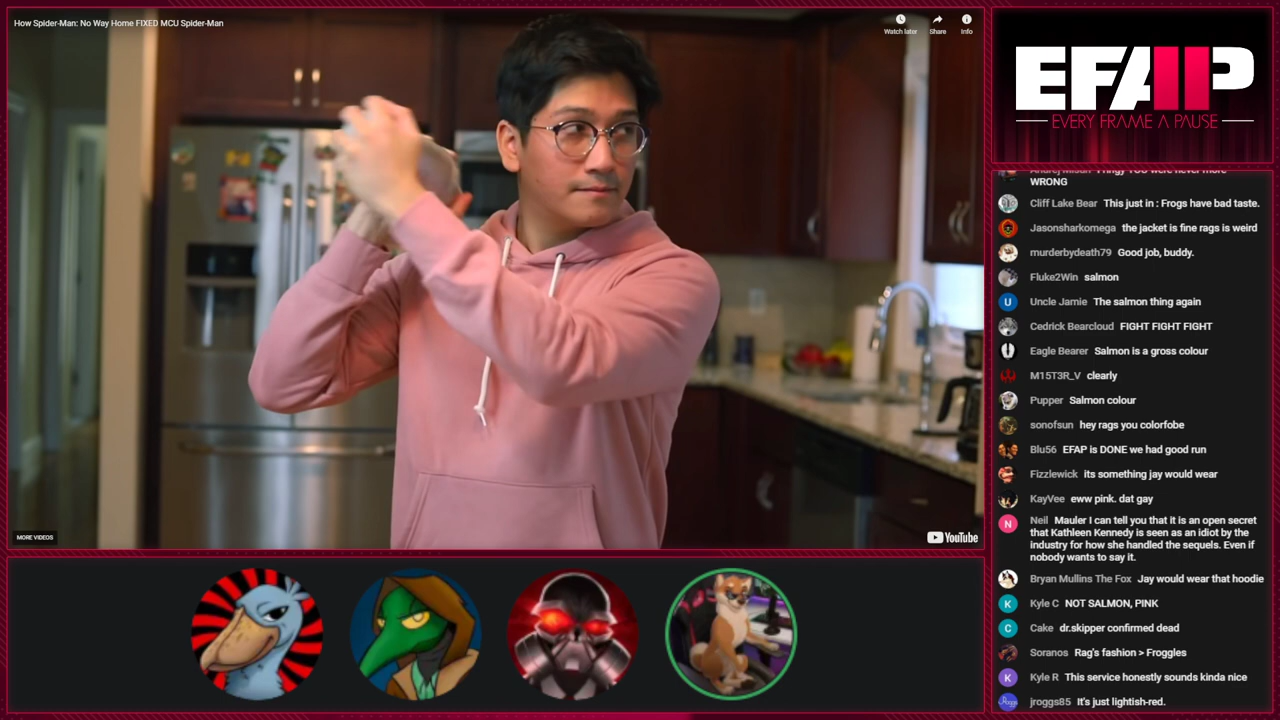 How Spider-Man: No Way Home FIXED MCU Spider-Man
Watch later
Share
Info
MORE VIDEOS
YouTube
EFAP
EVERY FRAME A PAUSE
WRONG
Cliff Lake Bear This just in : Frogs have bad taste.
Jasonsharkomega the jacket is fine rags is weird
murderbydeath79 Good job, buddy.
Fluke2Win salmon
U Uncle Jamie The salmon thing again
Cedrick Bearcloud FIGHT FIGHT FIGHT
Eagle Bearer Salmon is a gross colour
M15T3R_V clearly
Pupper Salmon colour
sonofsun hey rags you colorfobe
Blu56 EFAP is DONE we had good run
Fizzlewick its something jay would wear
KayVee eww pink. dat gay
N Neil Mauler I can tell you that it is an open secret
that Kathleen Kennedy is seen as an idiot by the
industry for how she handled the sequels. Even if
nobody wants to say it.
Bryan Mullins The Fox Jay would wear that hoodie
K Kyle C NOT SALMON, PINK
C Cake dr.skipper confirmed dead
Soranos Rag's fashion > Froggles
K Kyle R This service honestly sounds kinda nice
jroggs85 It's just lightish-red.